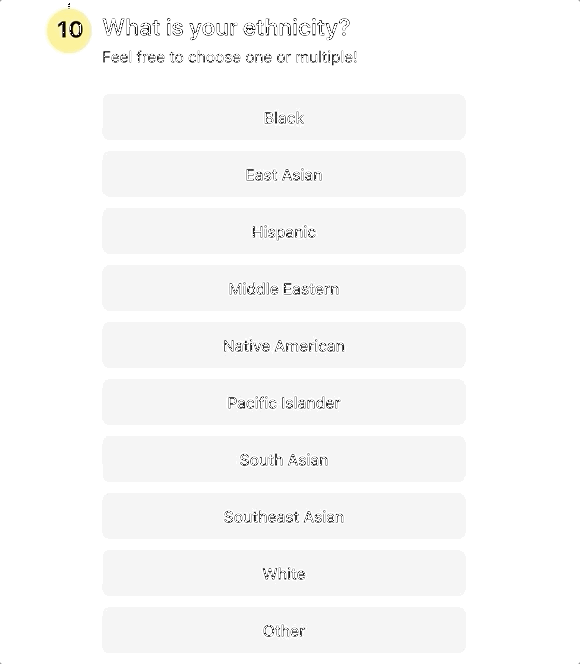 10 What is your ethnicity?
Feel free to choose one or multiple!
Black
East Asian
Hispanic
Middle Eastern
Native American
Pacific Islander
South Asian
Southeast Asian
White
Other